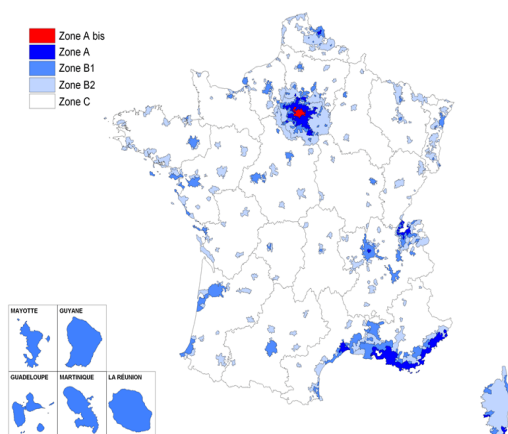 Zone A bis
Zone A
Zone B1
Zone B2
Zone C
MAYOTTE
GUYANE
GUADELOUPE
MARTINIQUE
LA RÉUNION